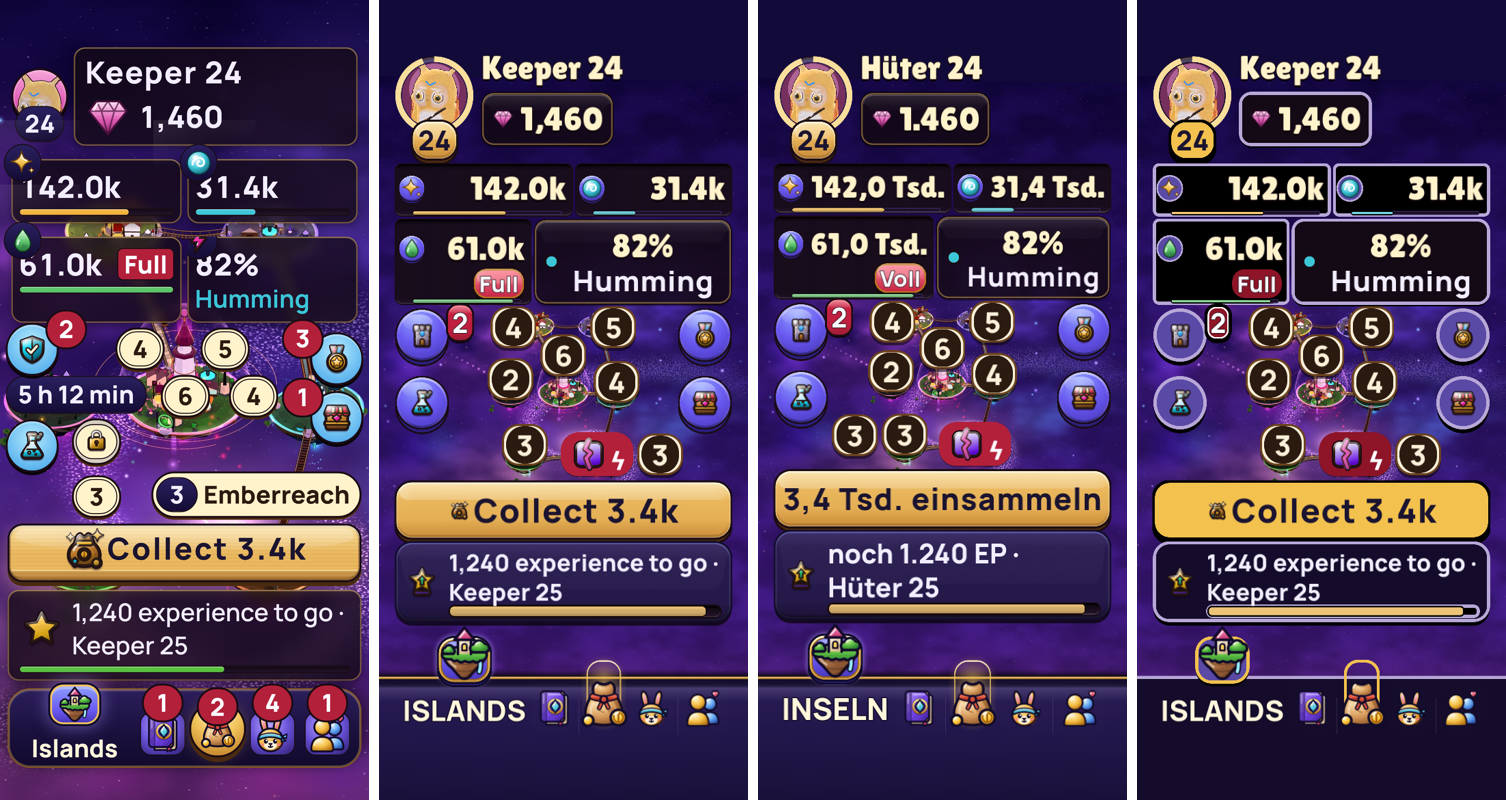 Keeper 24
1,460
24
142.0k
31.4k
61.0k Full
82%
Humming
2
3
4
5
5 h 12 min
6
4
1
3
3 Emberreach
Collect 3.4k
1,240 experience to go ·
Keeper 25
1
2
4
1
Islands
Keeper 24
1,460
24
142.0k
31.4k
61.0k
Full
82%
Humming
2
4
5
6
2
4
3
4
3
Collect 3.4k
1,240 experience to go ·
Keeper 25
ISLANDS
Hüter 24
1.460
24
142,0 Tsd.
31,4 Tsd.
61,0 Tsd.
Voll
82%
Humming
2
4
5
6
2
4
3
3
4
3,4 Tsd. einsammeln
noch 1.240 EP ·
Hüter 25
INSELN
Keeper 24
1,460
24
142.0k
31.4k
61.0k
Full
82%
Humming
2
4
5
6
2
4
3
4
3
Collect 3.4k
1,240 experience to go ·
Keeper 25
ISLANDS